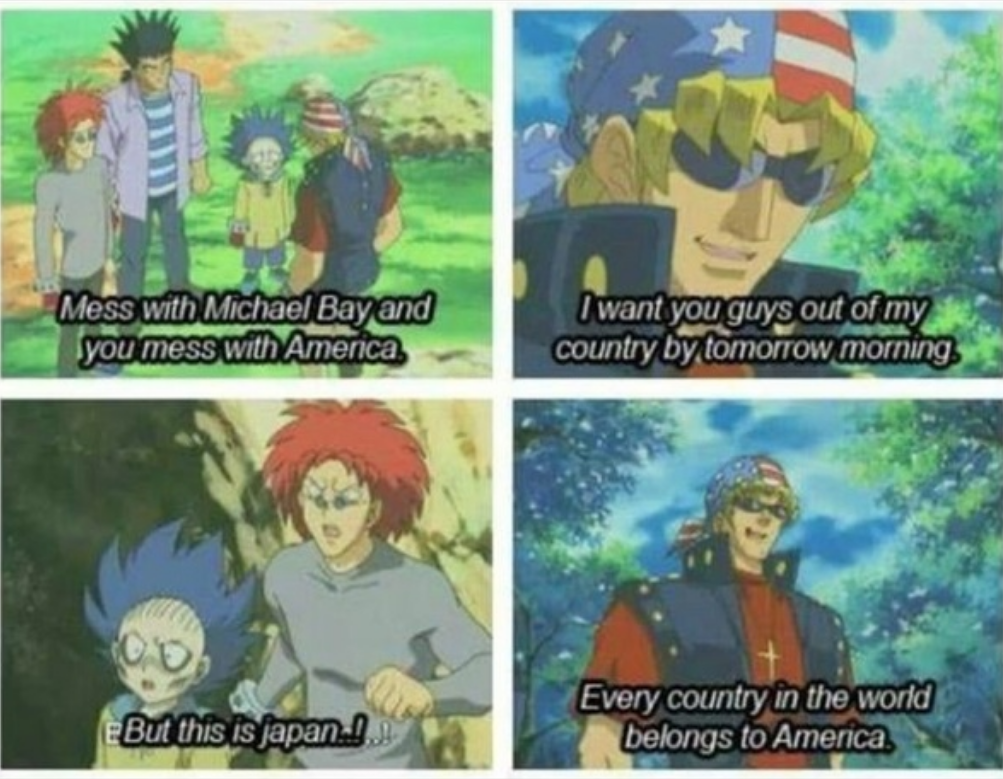 Mess with Michael Bay and
you mess with America.
I want you guys out of my
country by tomorrow morning.
But this is japan..!
Every country in the world
belongs to America.